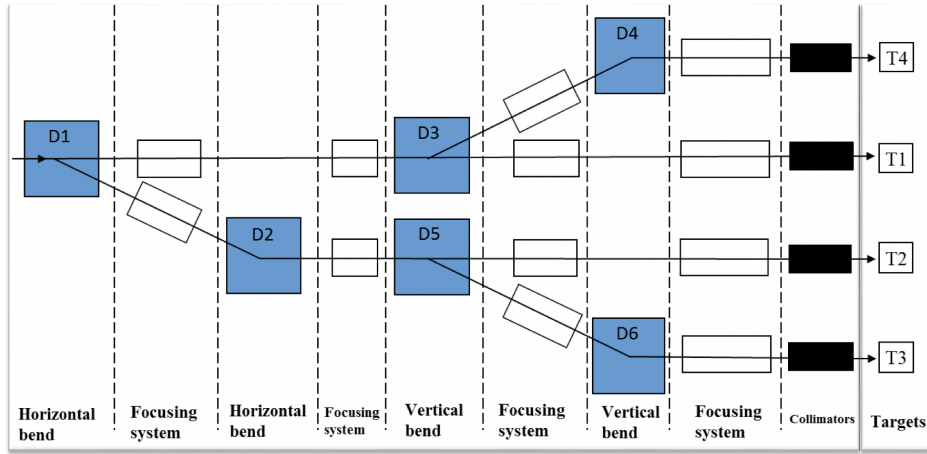 D4
T4
D1
D3
T1
D2
D5
T2
D6
T3
Horizontal
bend
Focusing
system
Horizontal
bend
Focusing
system
Vertical
bend
Focusing
system
Vertical
bend
Focusing
system
Collimators
Targets